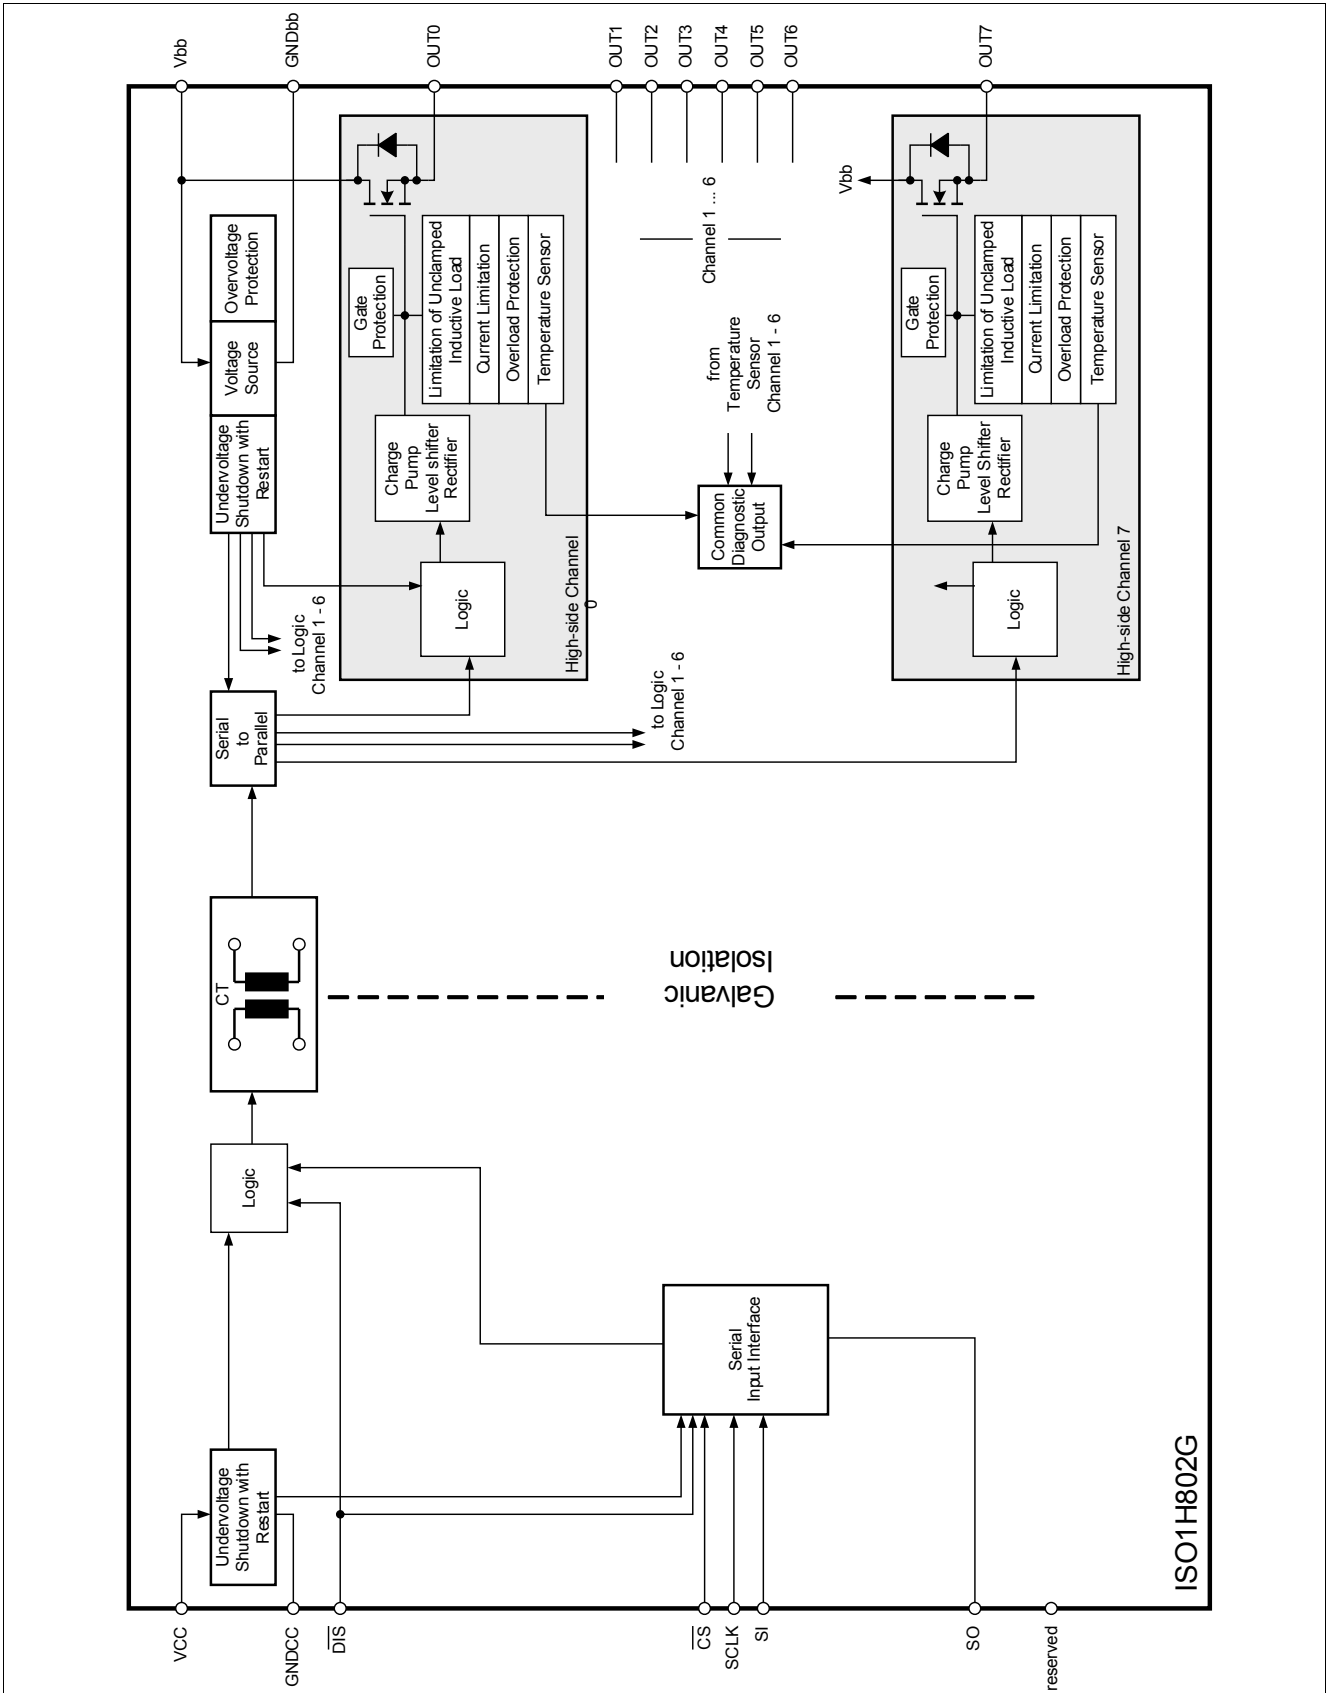 VCC
GNDCC
DIS
CS
SCLK
SI
SO
reserved
Undervoltage
Shutdown with
Restart
Logic
Serial
Input Interface
CT
Galvanic
Isolation
Serial
to
Parallel
to Logic
Channel 1 - 6
to Logic
Channel 1 - 6
Undervoltage
Shutdown with
Restart
Voltage
Source
Overvoltage
Protection
High-side Channel
0
Logic
Charge
Pump
Level shifter
Rectifier
Gate
Protection
Limitation of Unclamped
Inductive Load
Current Limitation
Overload Protection
Temperature Sensor
Common
Diagnostic
Output
from
Temperature
Sensor
Channel 1 - 6
Channel 1 ... 6
High-side Channel 7
Logic
Charge
Pump
Level Shifter
Rectifier
Gate
Protection
Limitation of Unclamped
Inductive Load
Current Limitation
Overload Protection
Temperature Sensor
Vbb
Vbb
GNDbb
OUT0
OUT1
OUT2
OUT3
OUT4
OUT5
OUT6
OUT7
ISO1H802G